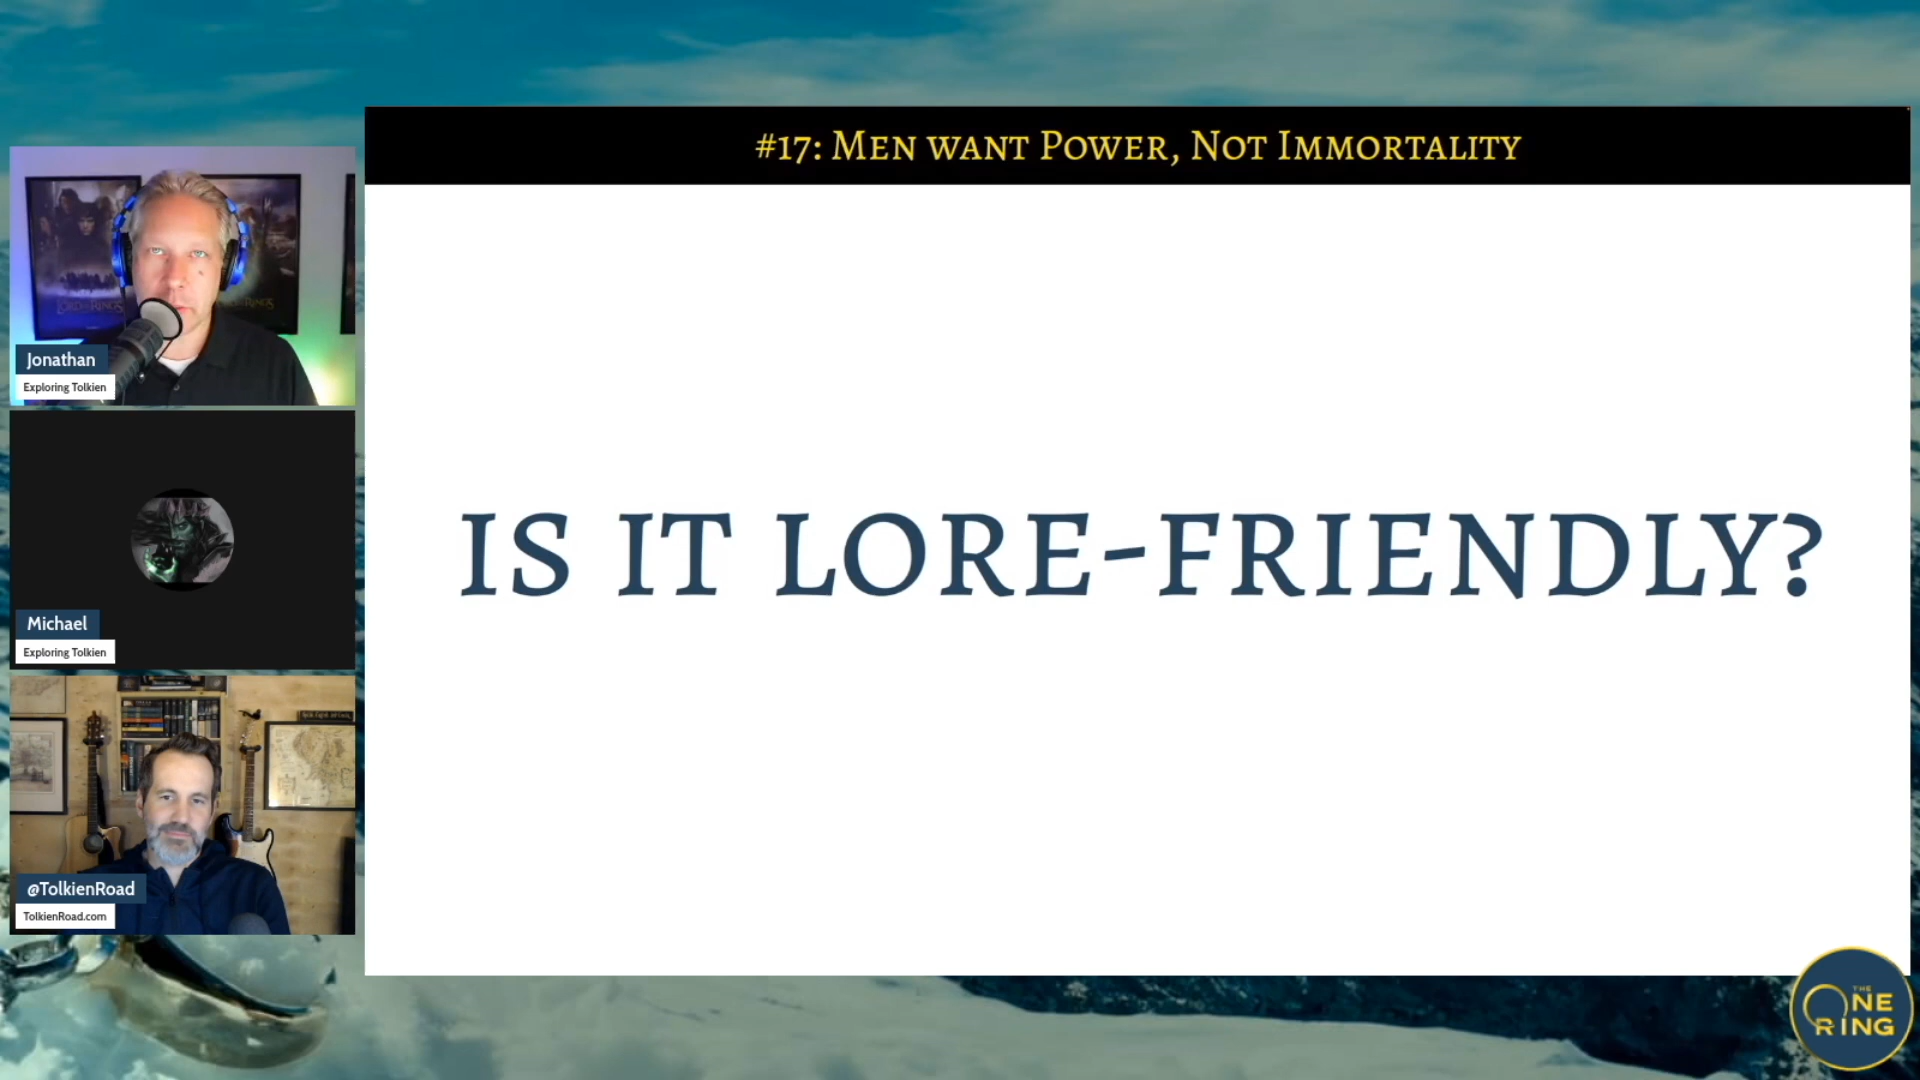 #17: Men want Power, Not Immortality
IS IT LORE-FRIENDLY?
Jonathan
Exploring Tolkien
Michael
Exploring Tolkien
@TolkienRoad
TolkienRoad.com
THE
ONE
RING